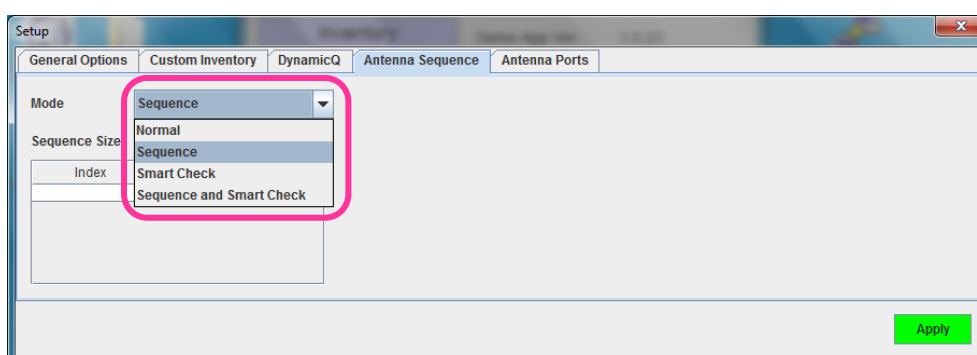 Setup
Inventory
General Options Custom Inventory DynamicQ Antenna Sequence Antenna Ports
Mode Sequence
Normal
Sequence Size
Sequence
Index
Smart Check
Sequence and Smart Check
Apply